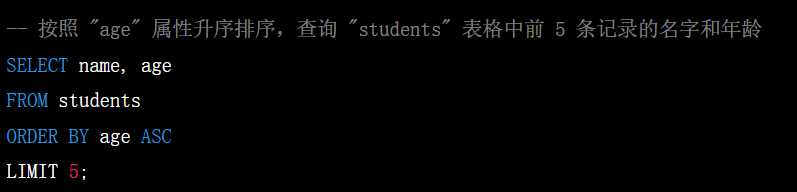 -- 按照 "age" 属性升序排序，查询 "students" 表格中前 5 条记录的名字和年龄
SELECT name, age
FROM students
ORDER BY age ASC
LIMIT 5;